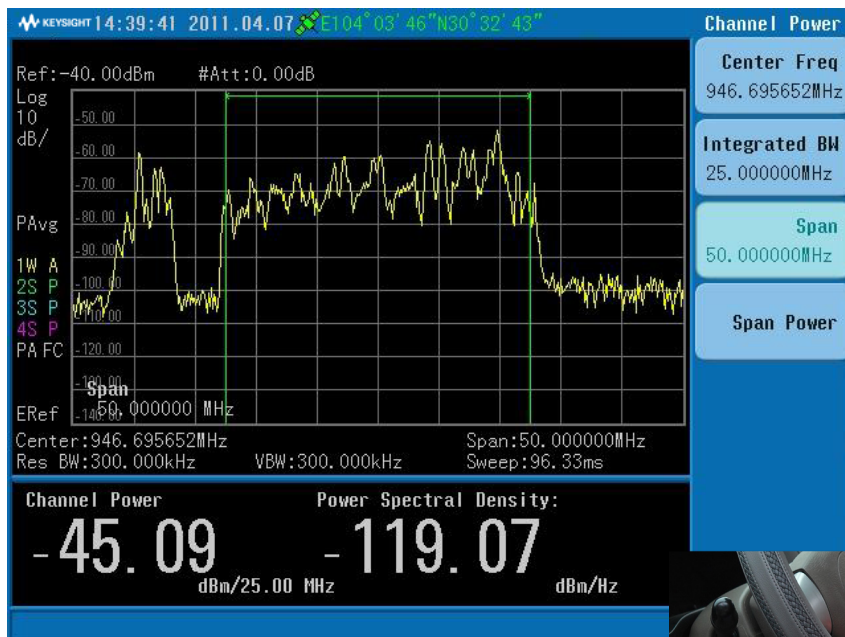 KEYSIGHT 14:39:41 2011.04.07 E104°03'46"N30°32'43"
Channel Power
Ref:-40.00dBm #Att:0.00dB
Log
10
dB/
-50.00
-60.00
-70.00
PAvg
-80.00
-90.00
1W A
2S P
-100.00
3S P
-110.00
4S P
PA FC
-120.00
-130.00
Span
50.000000 MHz
ERef
-140.00
Center:946.695652MHz Span:50.000000MHz
Res BW:300.000kHz VBW:300.000kHz Sweep:96.33ms
Channel Power Power Spectral Density:
-45.09 -119.07
dBm/25.00 MHz dBm/Hz
Center Freq
946.695652MHz
Integrated BW
25.000000MHz
Span
50.000000MHz
Span Power